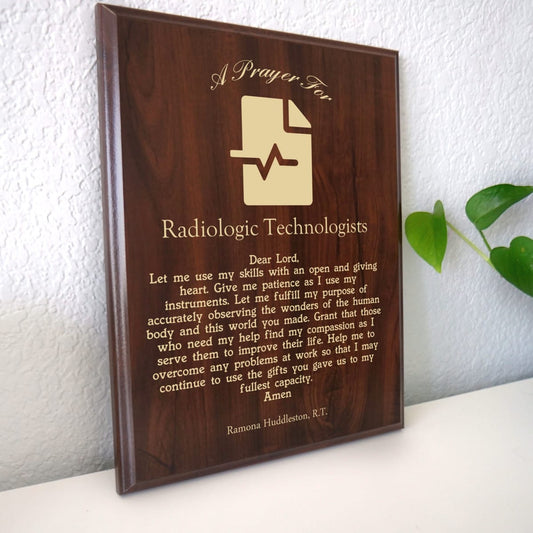 A Prayer For
Radiologic Technologists
Dear Lord,
Let me use my skills with an open and giving
heart. Give me patience as I use my
instruments. Let me fulfill my purpose of
accurately observing the wonders of the human
body and this world you made. Grant that those
who need my help find my compassion as I
serve them to improve their life. Help me to
overcome any problems at work so that I may
continue to use the gifts you gave us to my
fullest capacity.
Amen
Ramona Huddleston, R.T.